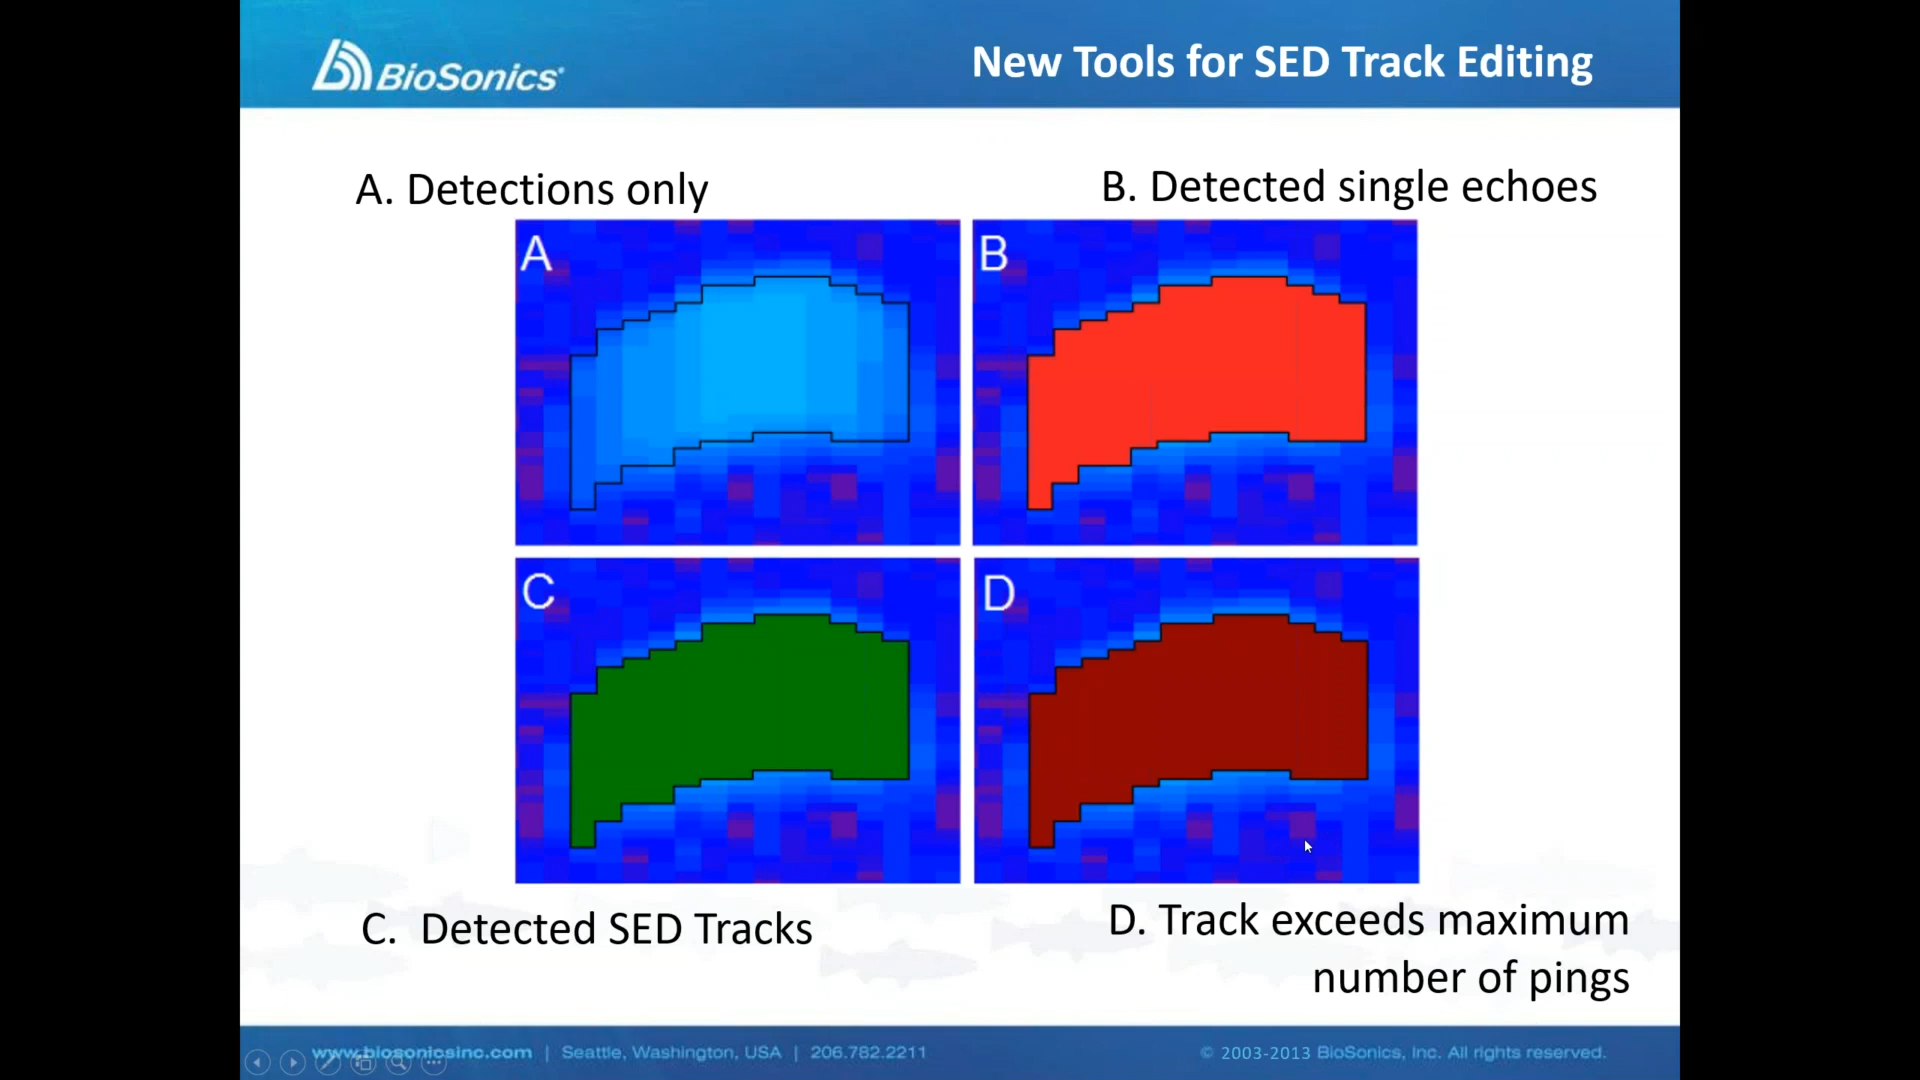 BioSonics
New Tools for SED Track Editing
A. Detections only
B. Detected single echoes
A
B
C
D
C. Detected SED Tracks
D. Track exceeds maximum
number of pings
www.biosonicsinc.com | Seattle, Washington, USA | 206.782.2211
© 2003-2013 BioSonics, Inc. All rights reserved.